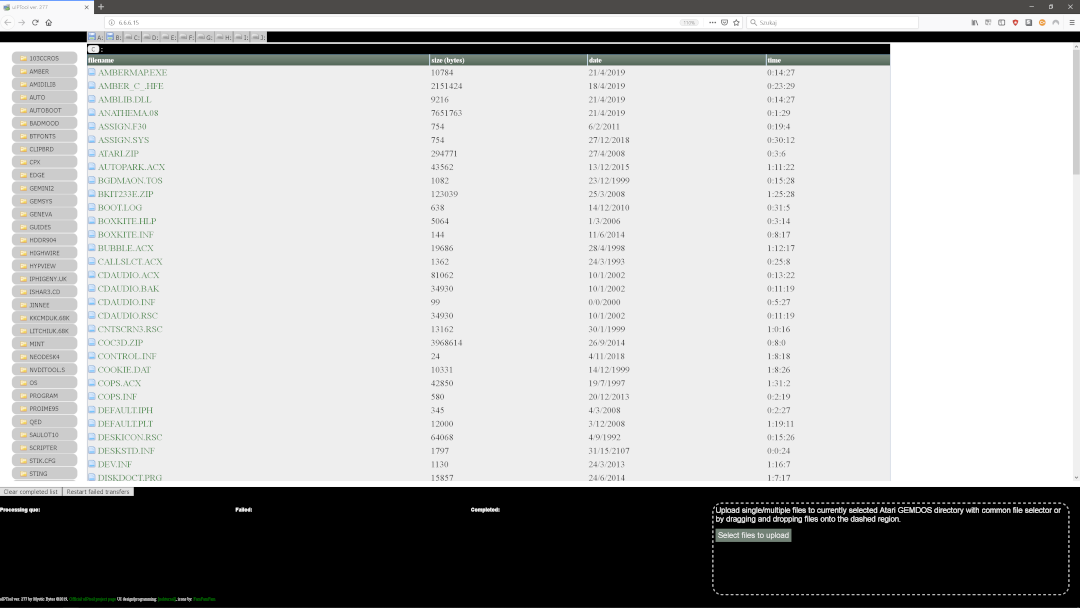 uIFTool ver. 277
6.6.6.15
110%
Szukaj
A: B: C: D: E: F: G: H: I: J:
C :
103CCROS
AMBER
AMIDILIB
AUTO
AUTOBOOT
BADMOOD
BTFONTS
CLIPBRD
CPX
EDGE
GEMINI2
GEMSYS
GENEVA
GUIDES
HDDR904
HIGHWIRE
HYPVIEW
IPHIGENY.UK
ISHAR3.CD
JINNEE
KKCMDUK.68K
LITCHIUK.68K
MINT
NEODESK4
NVDITOOL.5
OS
PROGRAM
PROIME95
QED
SAULOT10
SCRIPTER
STIK.CFG
STING
filename size (bytes) date time
AMBERMAP.EXE 10784 21/4/2019 0:14:27
AMBER_C_.HFE 2151424 18/4/2019 0:23:29
AMBLIB.DLL 9216 21/4/2019 0:14:27
ANATHEMA.08 7651763 21/4/2019 0:1:29
ASSIGN.F30 754 6/2/2011 0:19:4
ASSIGN.SYS 754 27/12/2018 0:30:12
ATARI.ZIP 294771 27/4/2008 0:3:6
AUTOPARK.ACX 43562 13/12/2015 1:11:22
BGDMAON.TOS 1082 23/12/1999 0:15:28
BKIT233E.ZIP 123039 25/3/2008 1:25:28
BOOT.LOG 638 14/12/2010 0:31:5
BOXKITE.HLP 5064 1/3/2006 0:3:14
BOXKITE.INF 144 11/6/2014 0:8:17
BUBBLE.ACX 19686 28/4/1998 1:12:17
CALLSLCT.ACX 1362 24/3/1993 0:25:8
CDAUDIO.ACX 81062 10/1/2002 0:13:22
CDAUDIO.BAK 34930 10/1/2002 0:11:19
CDAUDIO.INF 99 0/0/2000 0:5:27
CDAUDIO.RSC 34930 10/1/2002 0:11:19
CNTSCRN3.RSC 13162 30/1/1999 1:0:16
COC3D.ZIP 3968614 26/9/2014 0:8:0
CONTROL.INF 24 4/11/2018 1:8:18
COOKIE.DAT 10331 14/12/1999 1:8:26
COPS.ACX 42850 19/7/1997 1:31:2
COPS.INF 580 20/12/2013 0:2:19
DEFAULT.IPH 345 4/3/2008 0:2:27
DEFAULT.PLT 12000 3/12/2008 1:19:11
DESKICON.RSC 64068 4/9/1992 0:15:26
DESKSTD.INF 1797 31/15/2107 0:0:24
DEV.INF 1130 24/3/2013 1:16:7
DISKDOCT.PRG 15857 24/6/2014 1:7:17
Clear completed list Restart failed transfers
Processing que: Failed: Completed:
Upload single/multiple files to currently selected Atari GEMDOS directory with common file selector or
by dragging and dropping files onto the dashed region.
Select files to upload
uIPTool ver. 277 by Mystic Bytes @2019. UI design/programming: icons by: